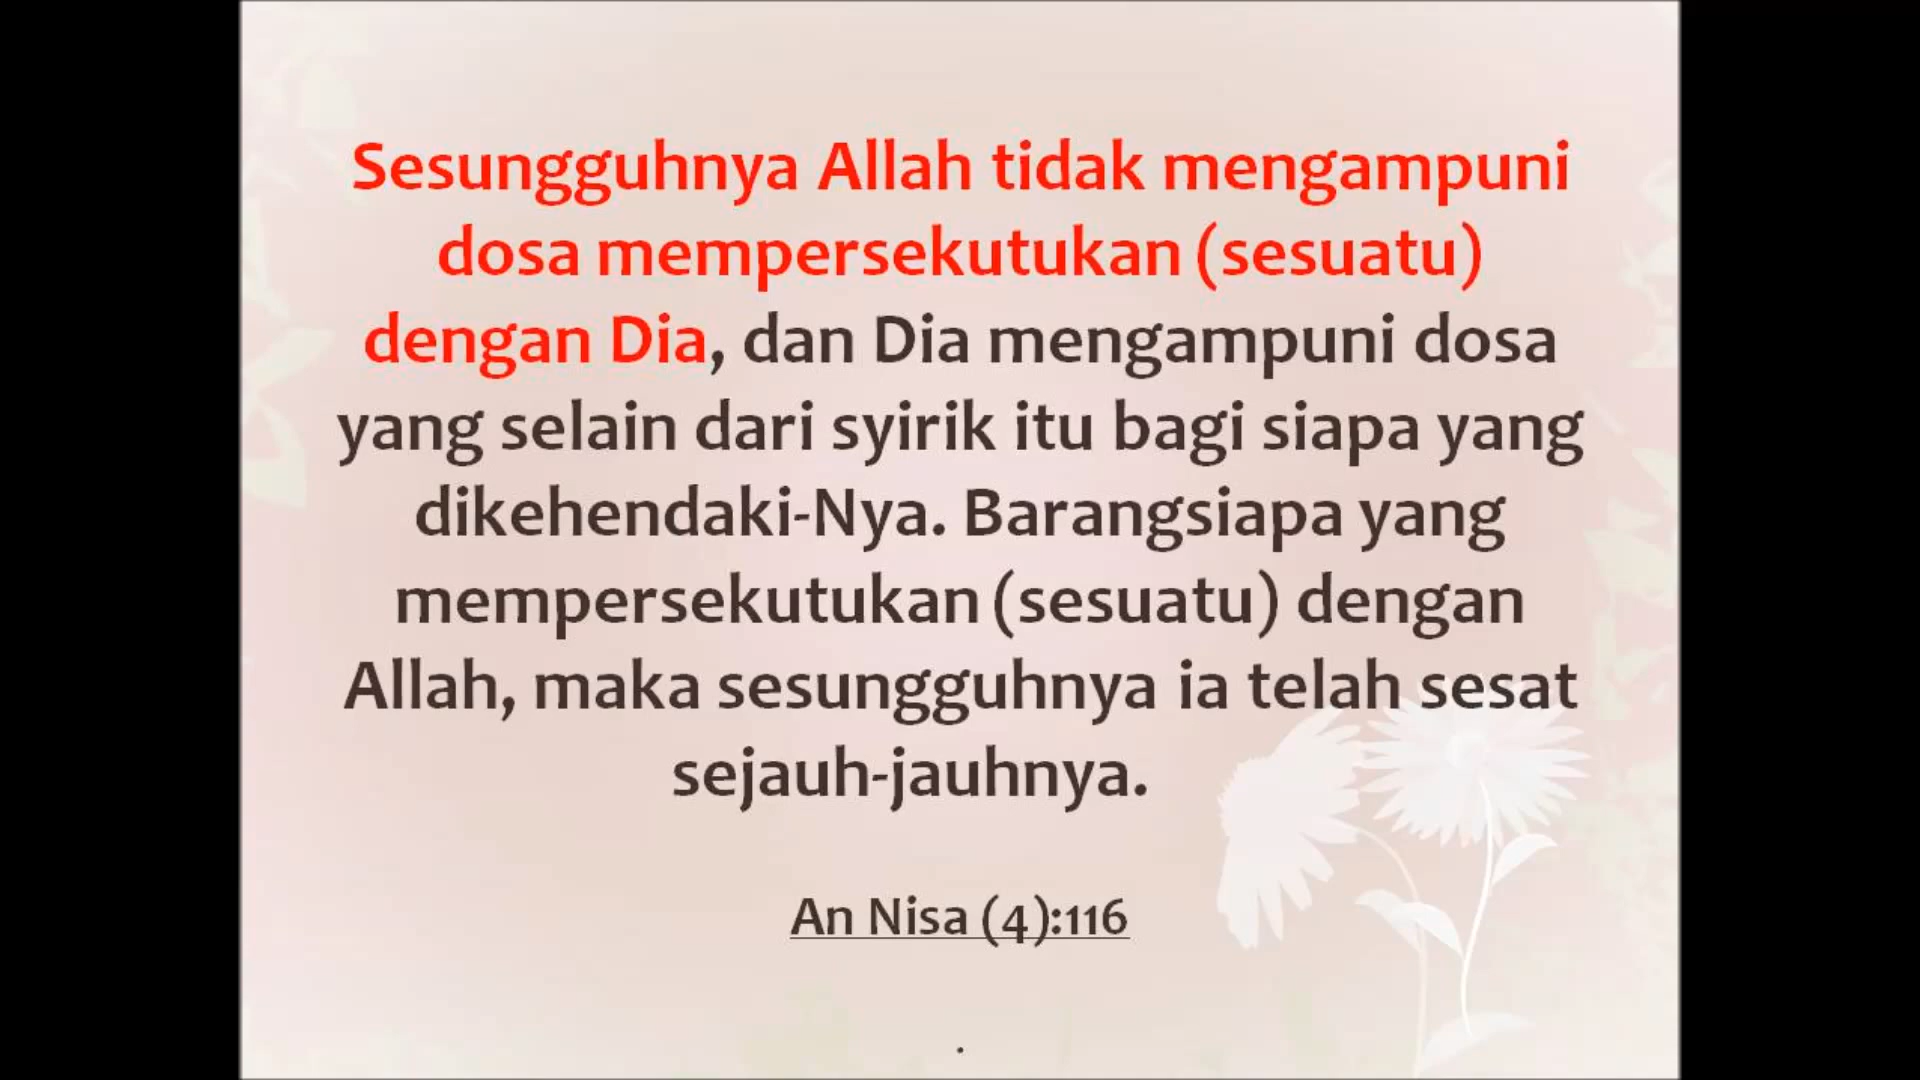 Sesungguhnya Allah tidak mengampuni
dosa mempersekutukan (sesuatu)
dengan Dia, dan Dia mengampuni dosa
yang selain dari syirik itu bagi siapa yang
dikehendaki-Nya. Barangsiapa yang
mempersekutukan (sesuatu) dengan
Allah, maka sesungguhnya ia telah sesat
sejauh-jauhnya.
An Nisa (4):116
.